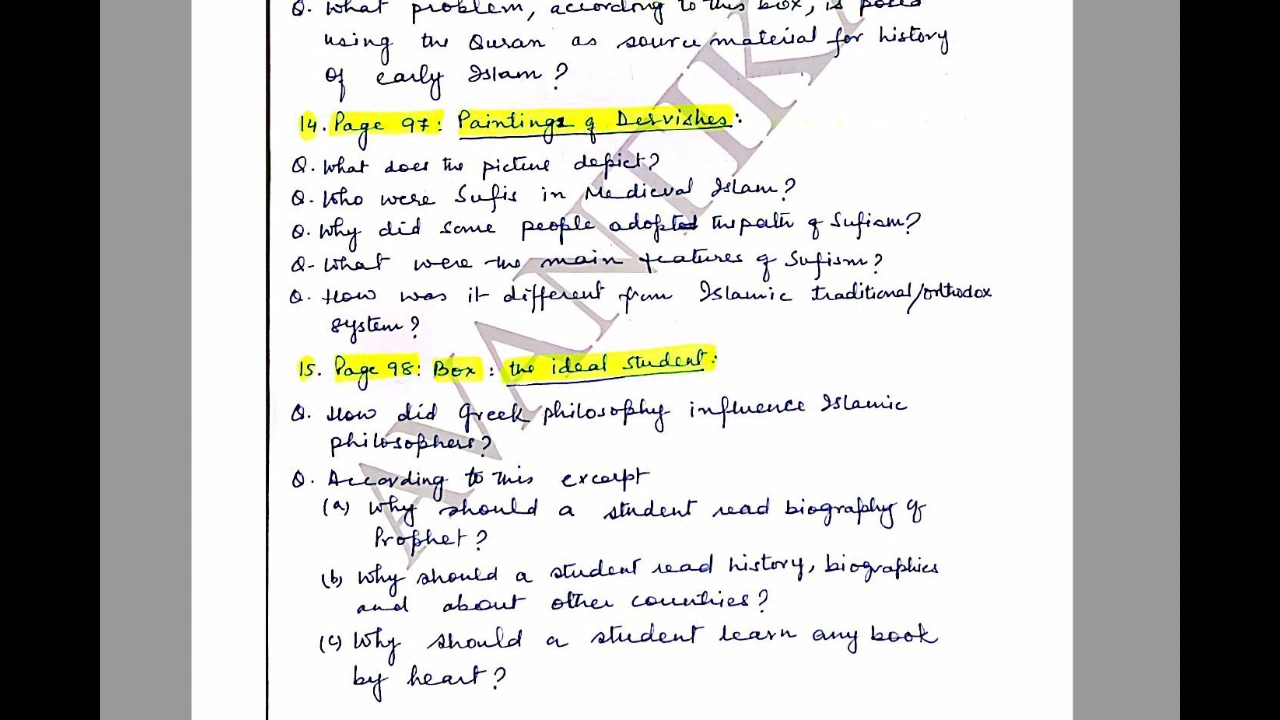 Q. What problem, according to this box, is posed
using the Quran as source material for history
of early Islam?
14. Page 97: Paintings of Dervishes:
Q. What does the picture depict?
Q. Who were Sufis in Medieval Islam?
Q. Why did some people adopted the path of Sufism?
Q- What were the main features of Sufism?
Q. How was it different from Islamic traditional/orthodox
system?
15. Page 98: Box: the ideal student:
Q. How did Greek philosophy influence Islamic
philosophers?
Q. According to this excerpt
(a) Why should a student read biography of
Prophet?
(b) Why should a student read history, biographies
and about other countries?
(c) Why should a student learn any book
by heart?
AVANTIKA